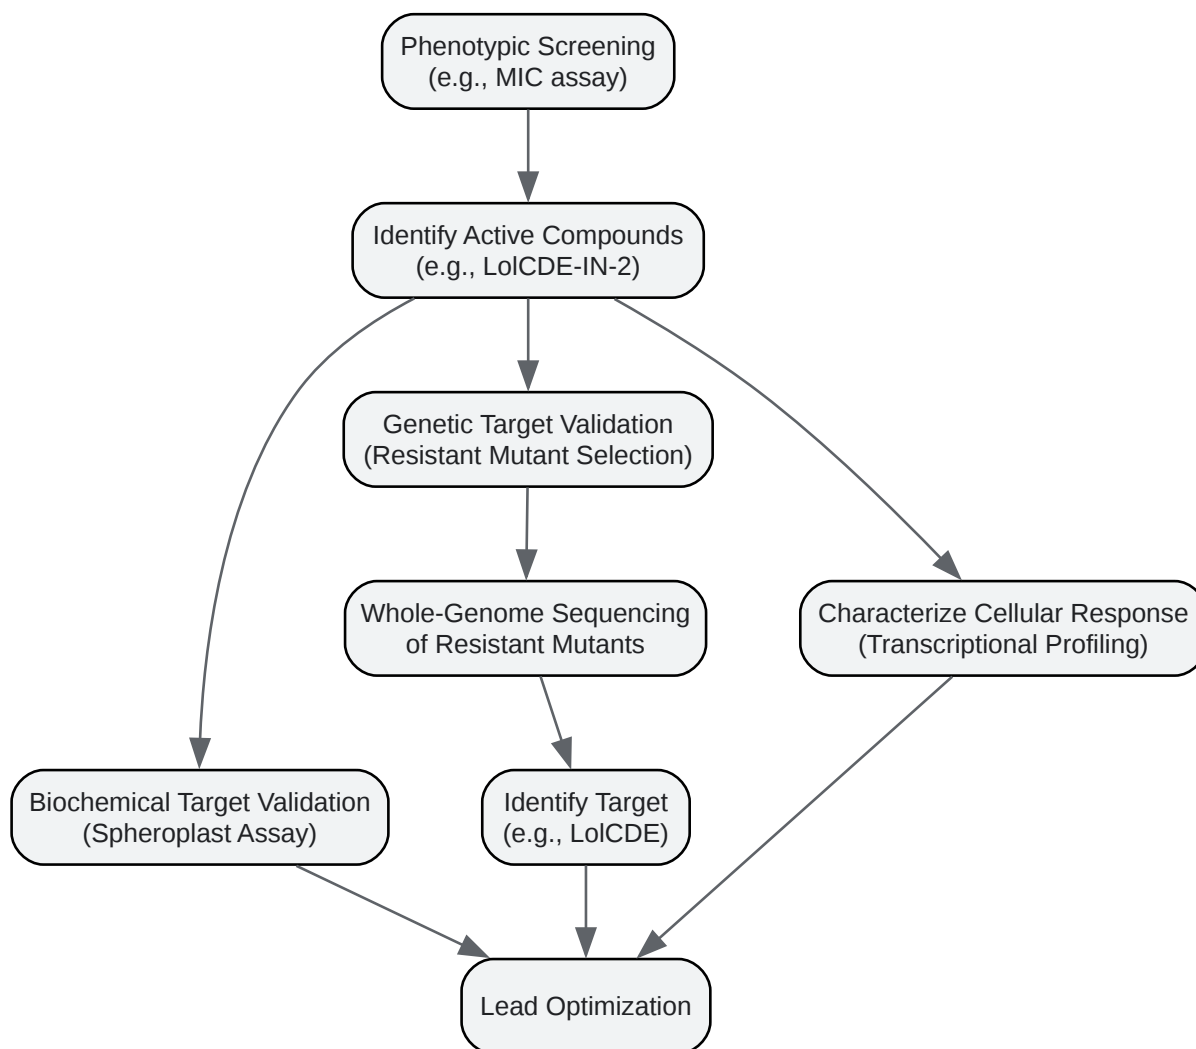 Phenotypic Screening
(e.g., MIC assay)
Identify Active Compounds
(e.g., LolCDE-IN-2)
Genetic Target Validation
(Resistant Mutant Selection)
Whole-Genome Sequencing
of Resistant Mutants
Characterize Cellular Response
(Transcriptional Profiling)
Biochemical Target Validation
(Spheroplast Assay)
Identify Target
(e.g., LolCDE)
Lead Optimization